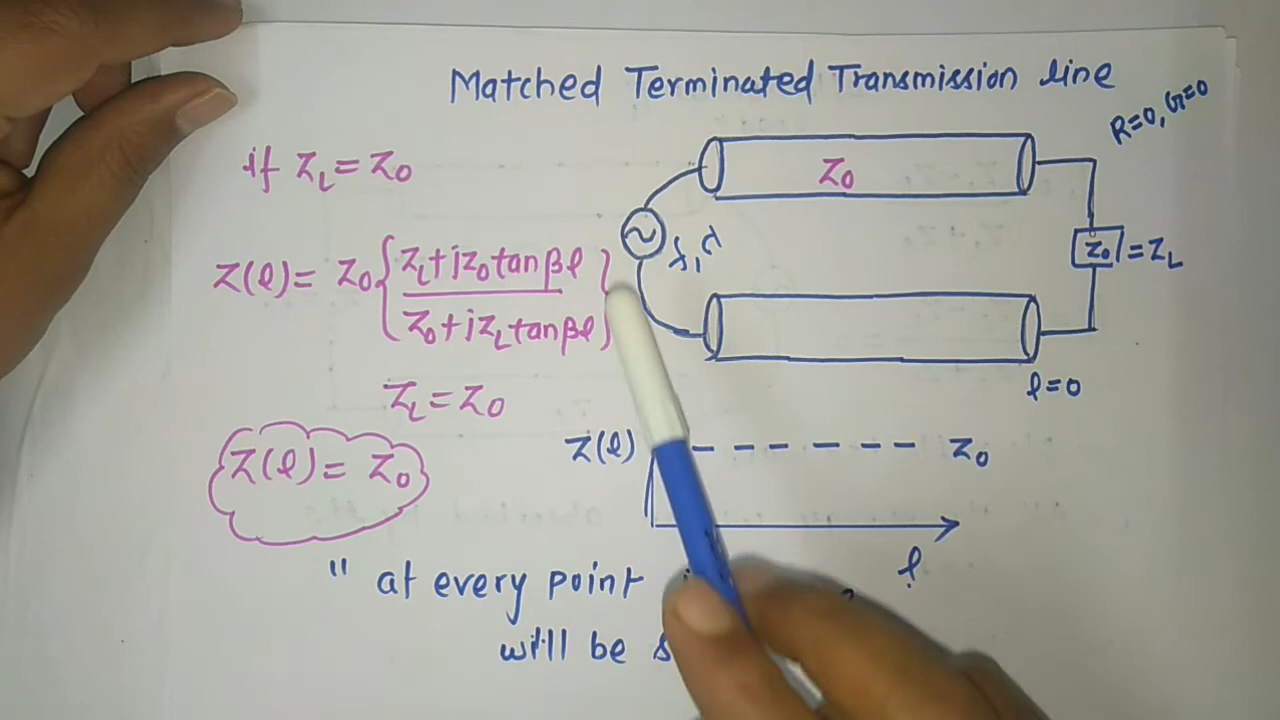 Matched Terminated Transmission line
R=0, G=0
if ZL = Z0
Z0
Z0 = ZL
Z(l) = Z0 { ZL + jZ0 tanβl / Z0 + jZL tanβl }
l=0
ZL = Z0
Z(l) Z0
Z(l) = Z0
l
" at every point
will be